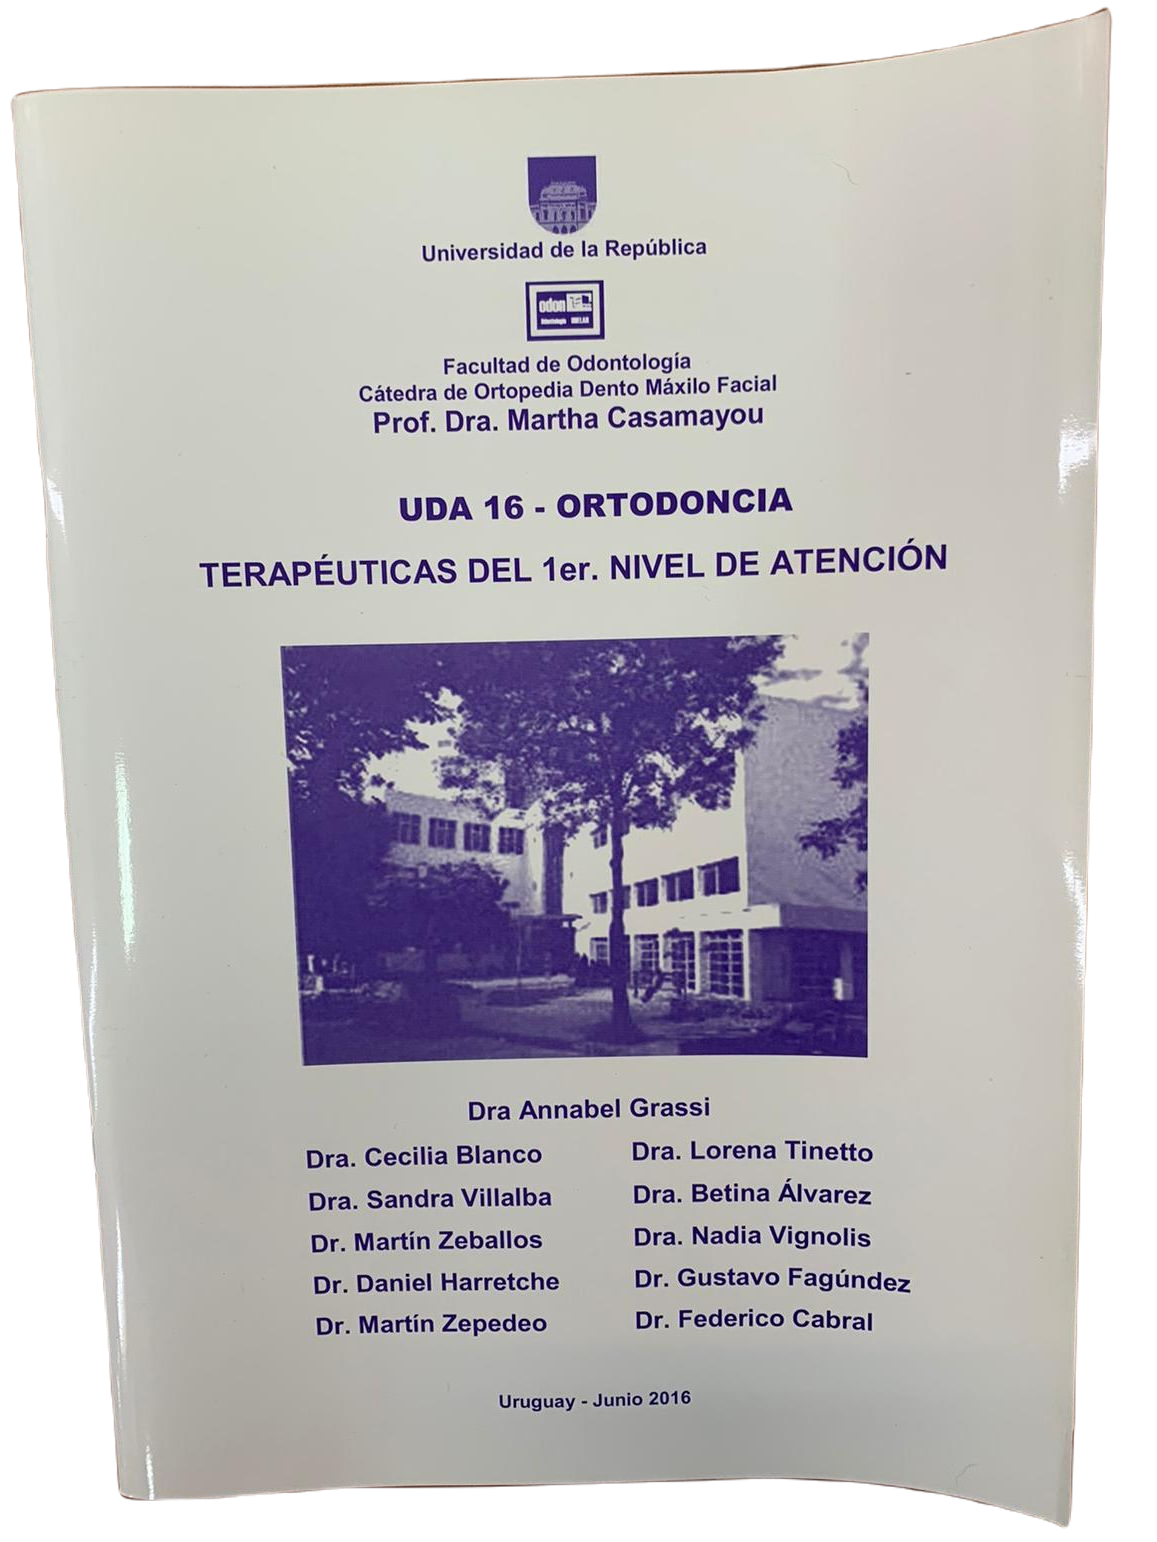 Universidad de la República
odon
Odontología UDELAR
Facultad de Odontología
Cátedra de Ortopedia Dento Máxilo Facial
Prof. Dra. Martha Casamayou
UDA 16 - ORTODONCIA
TERAPÉUTICAS DEL 1er. NIVEL DE ATENCIÓN
Dra Annabel Grassi
Dra. Cecilia Blanco
Dra. Sandra Villalba
Dr. Martín Zeballos
Dr. Daniel Harretche
Dr. Martín Zepedeo
Dra. Lorena Tinetto
Dra. Betina Álvarez
Dra. Nadia Vignolis
Dr. Gustavo Fagúndez
Dr. Federico Cabral
Uruguay - Junio 2016